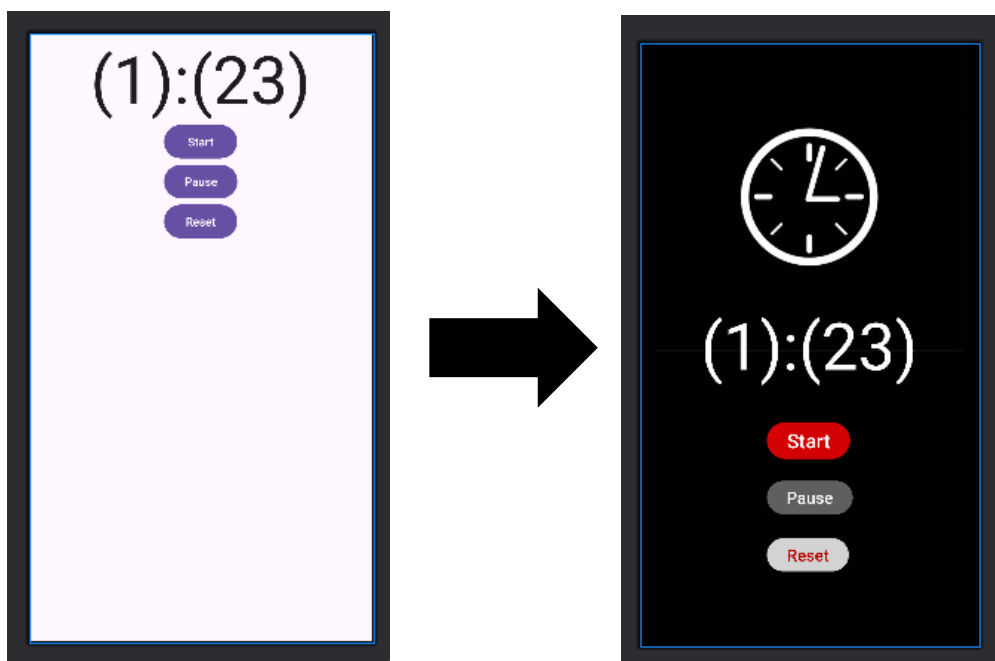 (1):(23)
Start
Pause
Reset
(1):(23)
Start
Pause
Reset